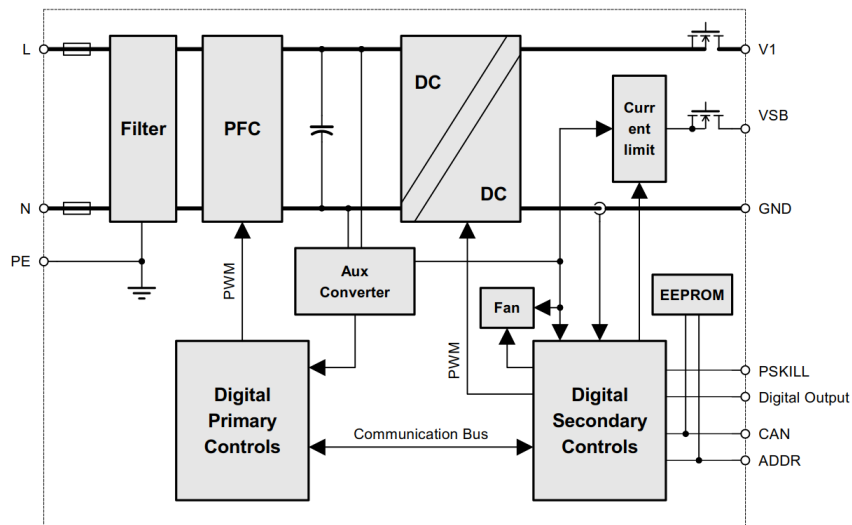 L
Filter
PFC
DC
DC
V1
Curr
ent
limit
VSB
N
GND
PE
PWM
Aux
Converter
Fan
EEPROM
PWM
Digital
Primary
Controls
Communication Bus
Digital
Secondary
Controls
PSKILL
Digital Output
CAN
ADDR